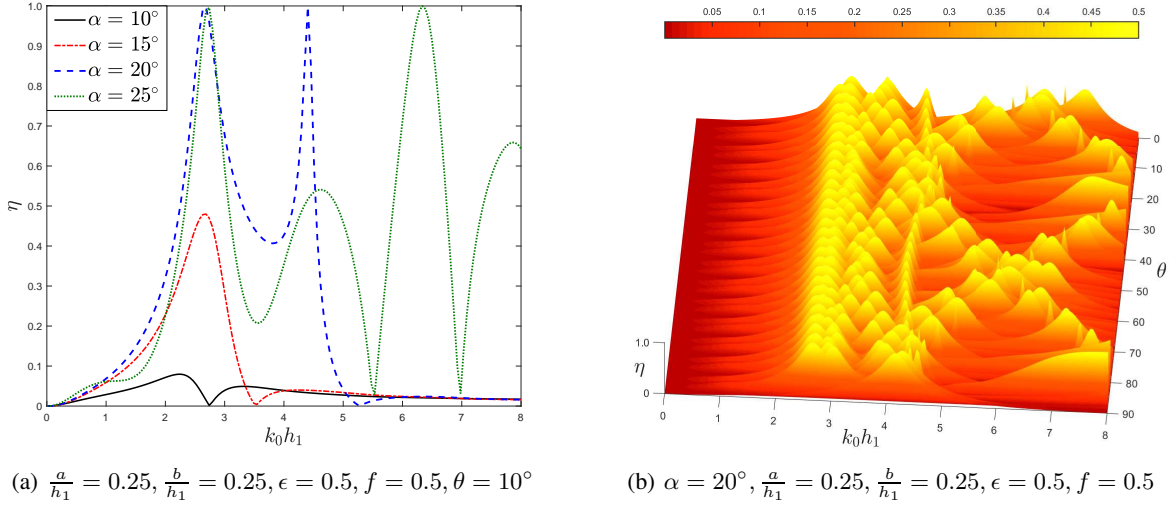 1.0
0.9
0.8
0.7
0.6
0.5
0.4
0.3
0.2
0.1
0
η
α = 10°
α = 15°
α = 20°
α = 25°
0 1 2 3 4 5 6 7 8
k₀h₁
(a) a/h₁ = 0.25, b/h₁ = 0.25, ϵ = 0.5, f = 0.5, θ = 10°
0.05 0.1 0.15 0.2 0.25 0.3 0.35 0.4 0.45 0.5
0
10
20
30
40
50
60
70
80
90
θ
1.0
η
0
0 1 2 3 4 5 6 7 8
k₀h₁
(b) α = 20°, a/h₁ = 0.25, b/h₁ = 0.25, ϵ = 0.5, f = 0.5